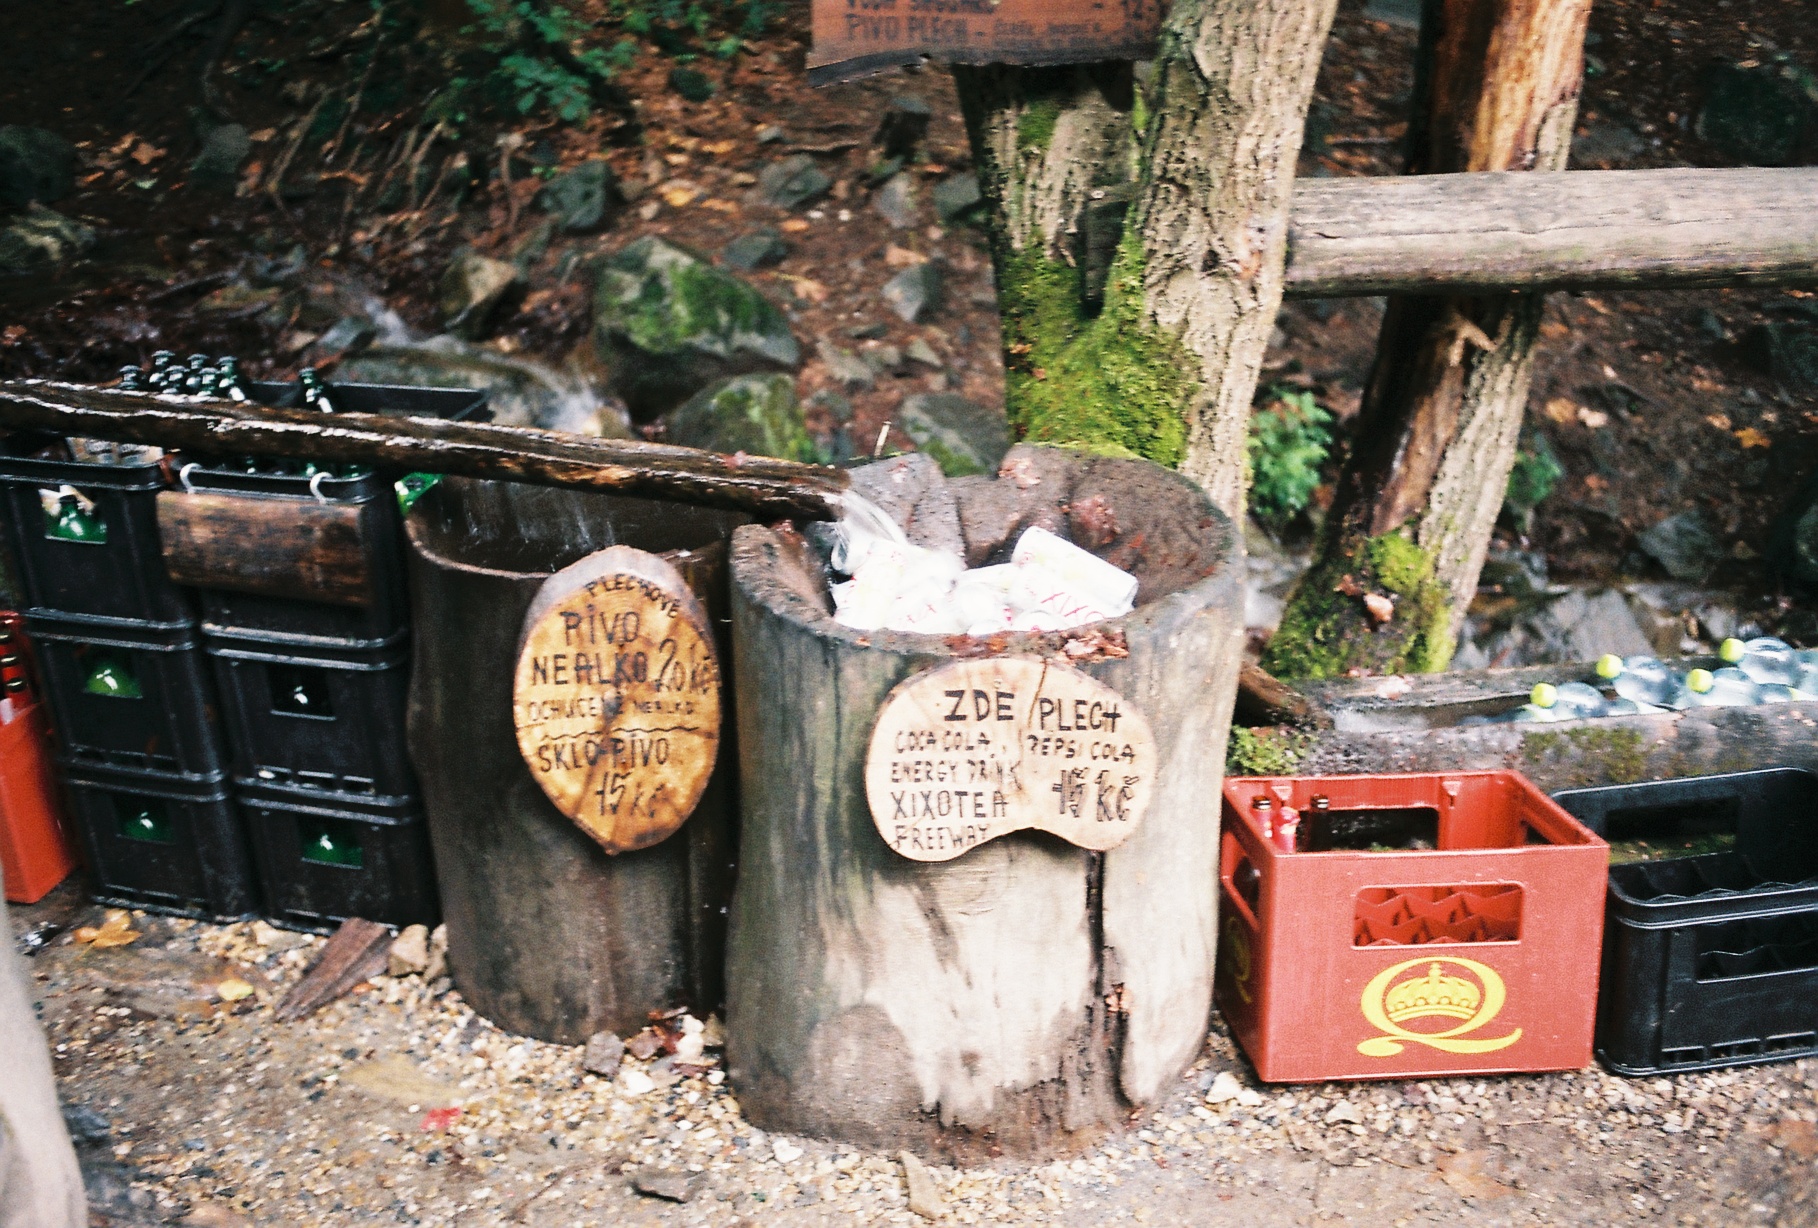 PIVO PLECH -
PLECHOVÉ
PIVO
NEALKO 20 Kč
OCHUCENÉ NEALKO
SKLO-PIVO
15 Kč
ZDE PLECH
COCA COLA, PEPSI COLA
ENERGY DRINK
XIXOTEA
FREEWAY
15 Kč
XIXO
Q